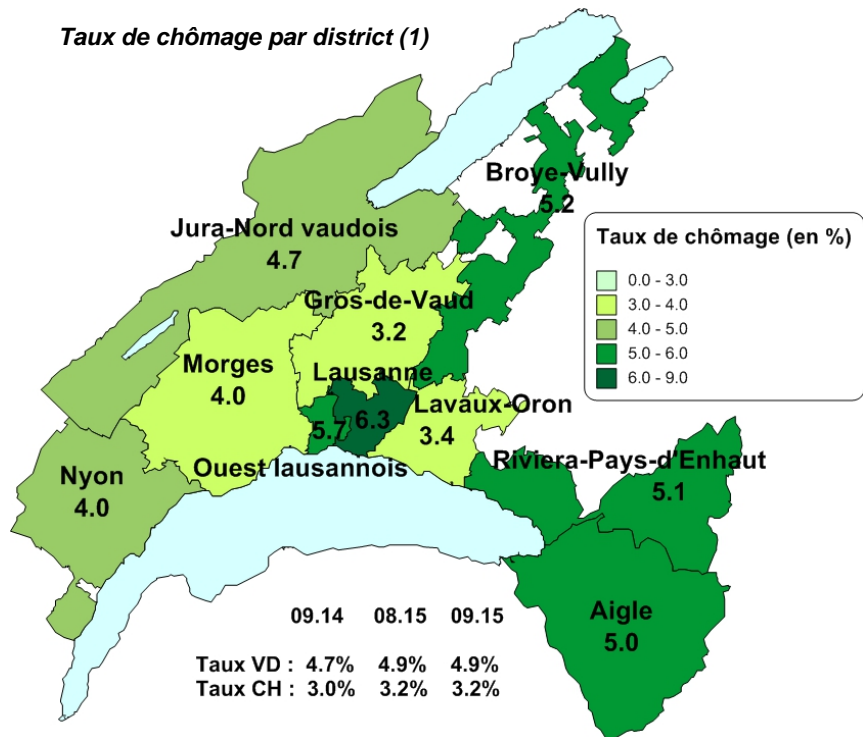 Taux de chômage par district (1)
Broye-Vully
5.2
Jura-Nord vaudois
4.7
Taux de chômage (en %)
0.0 - 3.0
3.0 - 4.0
4.0 - 5.0
5.0 - 6.0
6.0 - 9.0
Gros-de-Vaud
3.2
Morges
4.0
Lausanne
6.3
5.7
Lavaux-Oron
3.4
Ouest lausannois
Nyon
4.0
Riviera-Pays-d'Enhaut
5.1
Aigle
5.0
09.14 08.15 09.15
Taux VD : 4.7% 4.9% 4.9%
Taux CH : 3.0% 3.2% 3.2%